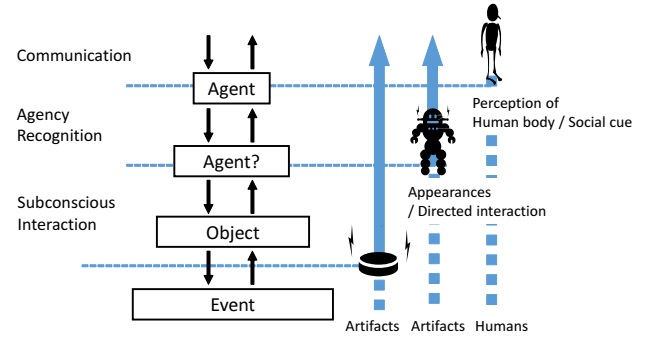 Communication
Agent
Agency
Recognition
Perception of
Human body / Social cue
Agent?
Appearances
/ Directed interaction
Subconscious
Interaction
Object
Event
Artifacts
Artifacts
Humans